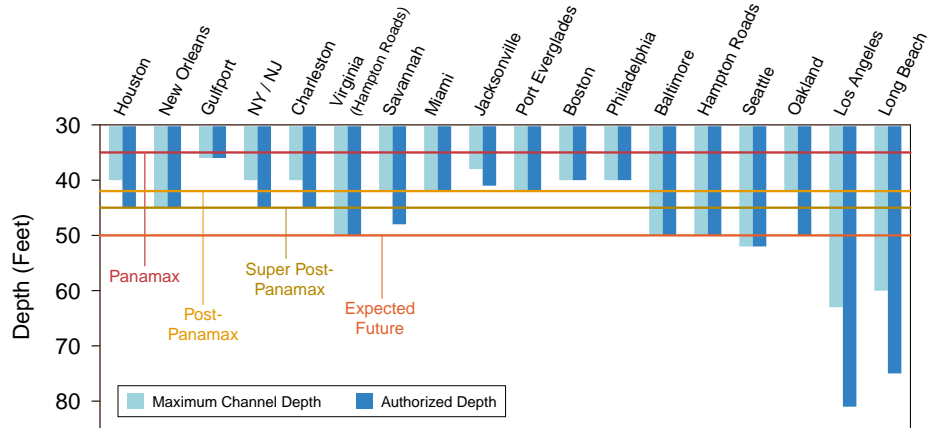 Houston
New Orleans
Gulfport
NY / NJ
Charleston
Virginia
(Hampton Roads)
Savannah
Miami
Jacksonville
Port Everglades
Boston
Philadelphia
Baltimore
Hampton Roads
Seattle
Oakland
Los Angeles
Long Beach
Depth (Feet)
30
40
50
60
70
80
Panamax
Post-
Panamax
Super Post-
Panamax
Expected
Future
Maximum Channel Depth
Authorized Depth